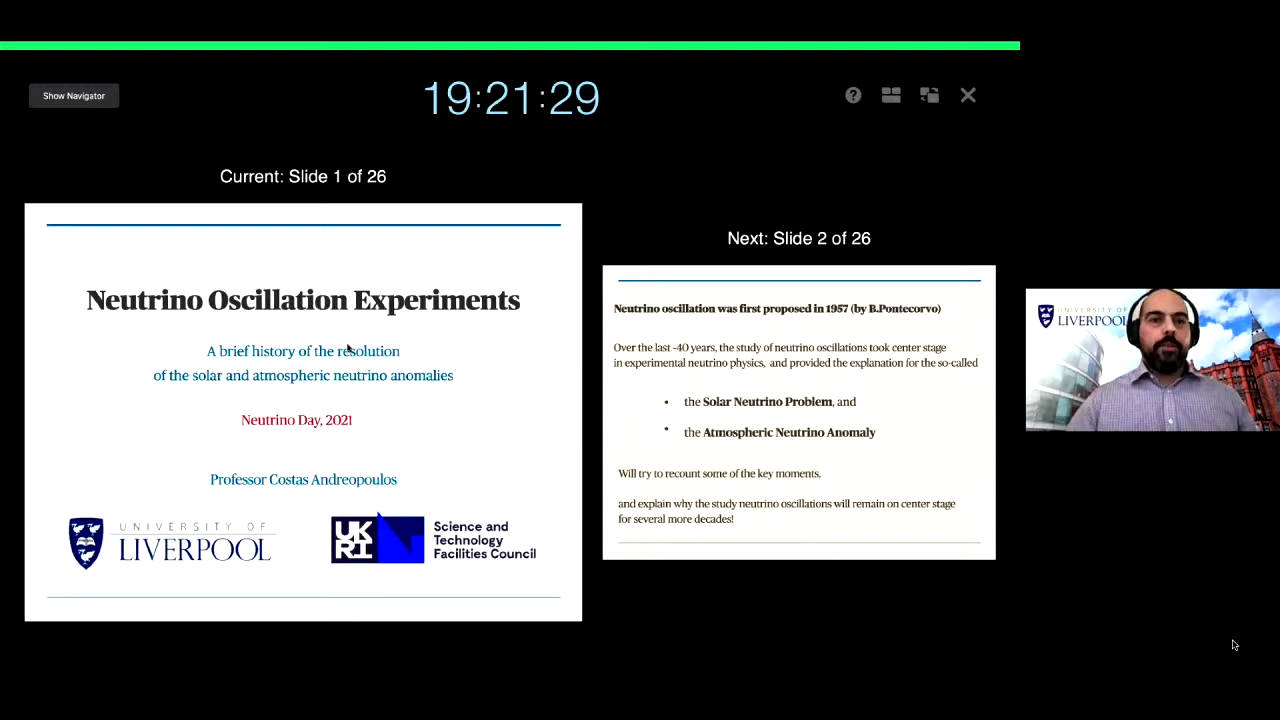 Show Navigator
19:21:29
Current: Slide 1 of 26
Neutrino Oscillation Experiments
A brief history of the resolution
of the solar and atmospheric neutrino anomalies
Neutrino Day, 2021
Professor Costas Andreopoulos
UNIVERSITY OF
LIVERPOOL
UK
RI
Science and
Technology
Facilities Council
Next: Slide 2 of 26
Neutrino oscillation was first proposed in 1957 (by B.Pontecorvo)
Over the last ~40 years, the study of neutrino oscillations took center stage
in experimental neutrino physics, and provided the explanation for the so-called
• the Solar Neutrino Problem, and
• the Atmospheric Neutrino Anomaly
Will try to recount some of the key moments,
and explain why the study neutrino oscillations will remain on center stage
for several more decades!
UNIVERSITY OF
LIVERPOOL